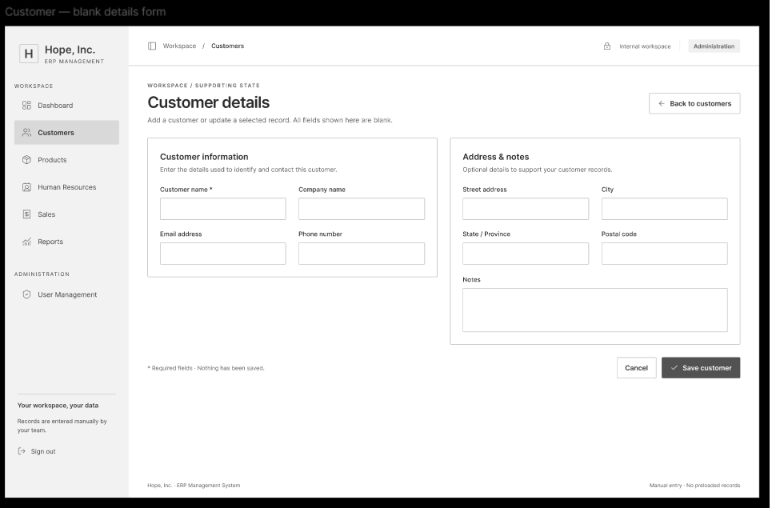 Customer — blank details form
H
Hope, Inc.
ERP MANAGEMENT
WORKSPACE
Dashboard
Customers
Products
Human Resources
Sales
Reports
ADMINISTRATION
User Management
Your workspace, your data
Records are entered manually by
your team.
Sign out
Workspace / Customers
Internal workspace
Administration
WORKSPACE / SUPPORTING STATE
Customer details
Add a customer or update a selected record. All fields shown here are blank.
← Back to customers
Customer information
Enter the details used to identify and contact this customer.
Customer name *
Company name
Email address
Phone number
Address & notes
Optional details to support your customer records.
Street address
City
State / Province
Postal code
Notes
* Required fields · Nothing has been saved.
Cancel
Save customer
Hope, Inc. · ERP Management System
Manual entry · No preloaded records